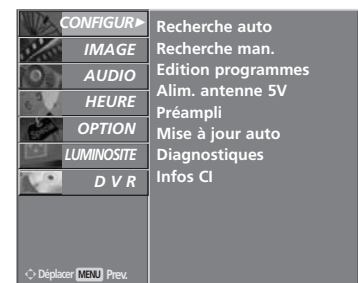 CONFIGUR►
IMAGE
AUDIO
HEURE
OPTION
LUMINOSITE
D V R
Recherche auto
Recherche man.
Edition programmes
Alim. antenne 5V
Préampli
Mise à jour auto
Diagnostiques
Infos CI
Déplacer MENU Prev.